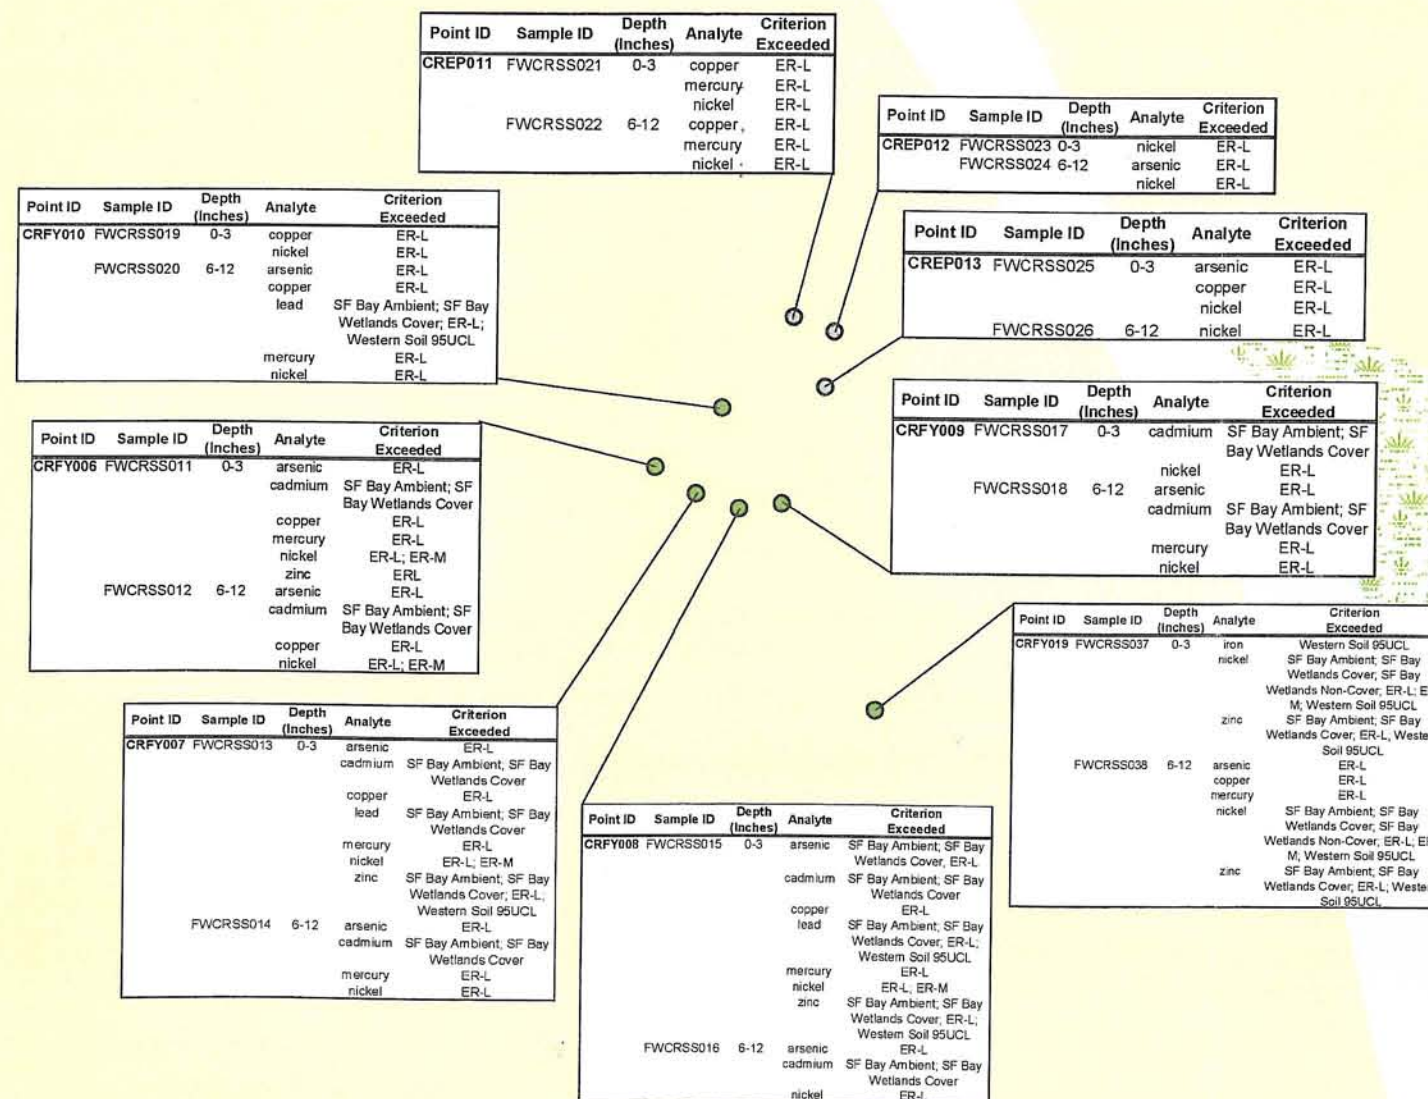 Point ID Sample ID Depth (Inches) Analyte Criterion Exceeded
CREP011 FWCRSS021 0-3 copper ER-L
mercury ER-L
nickel ER-L
FWCRSS022 6-12 copper ER-L
mercury ER-L
nickel ER-L
Point ID Sample ID Depth (Inches) Analyte Criterion Exceeded
CREP012 FWCRSS023 0-3 nickel ER-L
FWCRSS024 6-12 arsenic ER-L
nickel ER-L
Point ID Sample ID Depth (Inches) Analyte Criterion Exceeded
CRFY010 FWCRSS019 0-3 copper ER-L
nickel ER-L
FWCRSS020 6-12 arsenic ER-L
copper ER-L
lead SF Bay Ambient; SF Bay
Wetlands Cover; ER-L;
Western Soil 95UCL
mercury ER-L
nickel ER-L
Point ID Sample ID Depth (Inches) Analyte Criterion Exceeded
CREP013 FWCRSS025 0-3 arsenic ER-L
copper ER-L
nickel ER-L
FWCRSS026 6-12 nickel ER-L
Point ID Sample ID Depth (Inches) Analyte Criterion Exceeded
CRFY009 FWCRSS017 0-3 cadmium SF Bay Ambient; SF
Bay Wetlands Cover
nickel ER-L
FWCRSS018 6-12 arsenic ER-L
cadmium SF Bay Ambient; SF
Bay Wetlands Cover
mercury ER-L
nickel ER-L
Point ID Sample ID Depth (Inches) Analyte Criterion Exceeded
CRFY006 FWCRSS011 0-3 arsenic ER-L
cadmium SF Bay Ambient; SF
Bay Wetlands Cover
copper ER-L
mercury ER-L
nickel ER-L; ER-M
zinc ERL
FWCRSS012 6-12 arsenic ER-L
cadmium SF Bay Ambient; SF
Bay Wetlands Cover
copper ER-L
nickel ER-L; ER-M
Point ID Sample ID Depth (Inches) Analyte Criterion Exceeded
CRFY019 FWCRSS037 0-3 iron Western Soil 95UCL
nickel SF Bay Ambient; SF Bay
Wetlands Cover; SF Bay
Wetlands Non-Cover; ER-L; E
M; Western Soil 95UCL
zinc SF Bay Ambient; SF Bay
Wetlands Cover; ER-L; Weste
Soil 95UCL
FWCRSS038 6-12 arsenic ER-L
copper ER-L
mercury ER-L
nickel SF Bay Ambient; SF Bay
Wetlands Cover; SF Bay
Wetlands Non-Cover; ER-L; E
M; Western Soil 95UCL
zinc SF Bay Ambient; SF Bay
Wetlands Cover; ER-L; Weste
Soil 95UCL
Point ID Sample ID Depth (Inches) Analyte Criterion Exceeded
CRFY007 FWCRSS013 0-3 arsenic ER-L
cadmium SF Bay Ambient; SF Bay
Wetlands Cover
copper ER-L
lead SF Bay Ambient; SF Bay
Wetlands Cover
mercury ER-L
nickel ER-L; ER-M
zinc SF Bay Ambient; SF Bay
Wetlands Cover; ER-L;
Western Soil 95UCL
FWCRSS014 6-12 arsenic ER-L
cadmium SF Bay Ambient; SF Bay
Wetlands Cover
mercury ER-L
nickel ER-L
Point ID Sample ID Depth (Inches) Analyte Criterion Exceeded
CRFY008 FWCRSS015 0-3 arsenic SF Bay Ambient; SF Bay
Wetlands Cover, ER-L
cadmium SF Bay Ambient; SF Bay
Wetlands Cover
copper ER-L
lead SF Bay Ambient; SF Bay
Wetlands Cover, ER-L;
Western Soil 95UCL
mercury ER-L
nickel ER-L, ER-M
zinc SF Bay Ambient; SF Bay
Wetlands Cover, ER-L;
Western Soil 95UCL
FWCRSS016 6-12 arsenic ER-L
cadmium SF Bay Ambient; SF Bay
Wetlands Cover
nickel ER-L